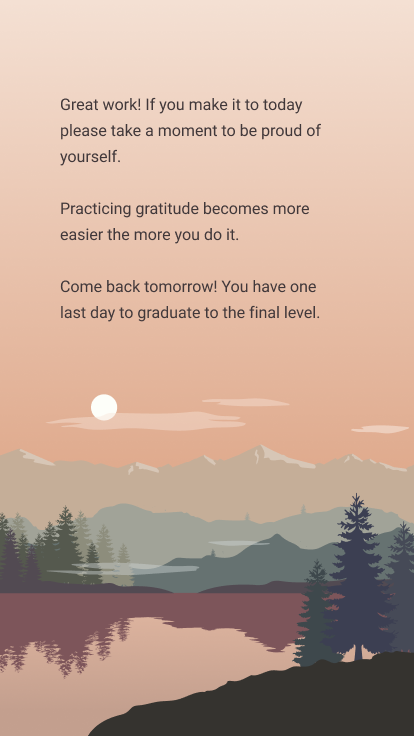 Great work! If you make it to today
please take a moment to be proud of
yourself.
Practicing gratitude becomes more
easier the more you do it.
Come back tomorrow! You have one
last day to graduate to the final level.